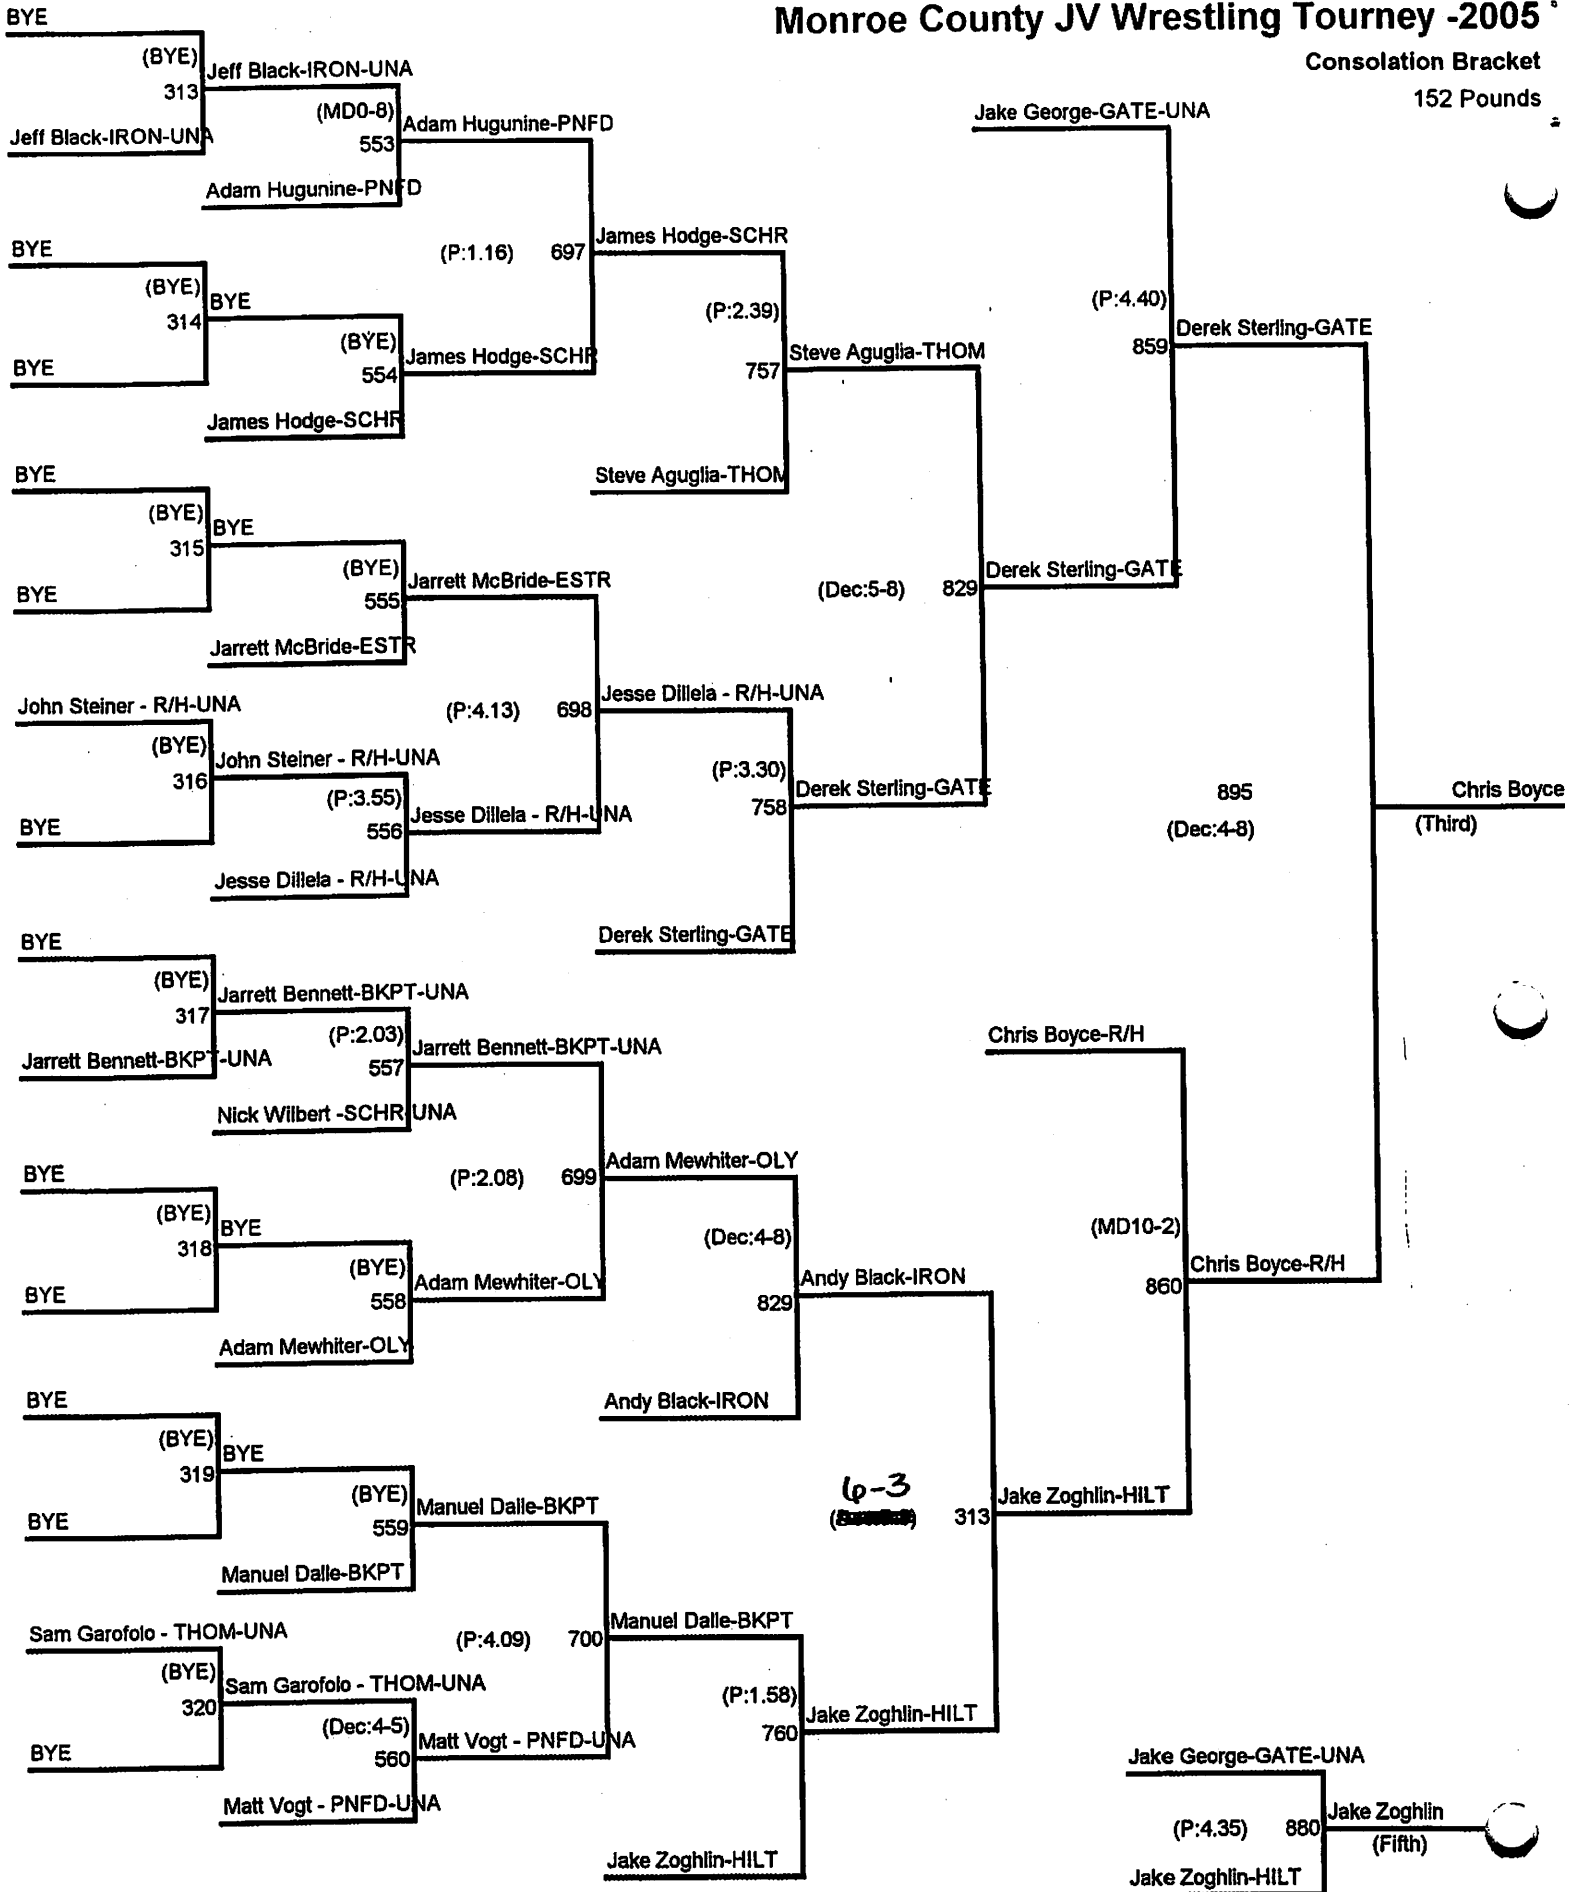 Monroe County JV Wrestling Tourney -2005
Consolation Bracket
152 Pounds
BYE
(BYE)
313
Jeff Black-IRON-UNA
Jeff Black-IRON-UNA
(MD0-8)
553
Adam Hugunine-PNFD
Adam Hugunine-PNFD
BYE
(BYE)
314
BYE
BYE
(BYE)
554
James Hodge-SCHR
James Hodge-SCHR
(P:1.16)
697
James Hodge-SCHR
(P:2.39)
757
Steve Aguglia-THOM
Steve Aguglia-THOM
BYE
(BYE)
315
BYE
BYE
(BYE)
555
Jarrett McBride-ESTR
Jarrett McBride-ESTR
John Steiner - R/H-UNA
(BYE)
316
John Steiner - R/H-UNA
BYE
(P:3.55)
556
Jesse Dillela - R/H-UNA
Jesse Dillela - R/H-UNA
(P:4.13)
698
Jesse Dillela - R/H-UNA
(P:3.30)
758
Derek Sterling-GATE
Derek Sterling-GATE
(Dec:5-8)
829
Derek Sterling-GATE
Jake George-GATE-UNA
(P:4.40)
859
Derek Sterling-GATE
895
(Dec:4-8)
Chris Boyce
(Third)
BYE
(BYE)
317
Jarrett Bennett-BKPT-UNA
Jarrett Bennett-BKPT-UNA
(P:2.03)
557
Jarrett Bennett-BKPT-UNA
Nick Wilbert -SCHR UNA
BYE
(BYE)
318
BYE
BYE
(BYE)
558
Adam Mewhiter-OLY
Adam Mewhiter-OLY
(P:2.08)
699
Adam Mewhiter-OLY
(Dec:4-8)
829
Andy Black-IRON
Andy Black-IRON
BYE
(BYE)
319
BYE
BYE
(BYE)
559
Manuel Dalle-BKPT
Manuel Dalle-BKPT
Sam Garofolo - THOM-UNA
(BYE)
320
Sam Garofolo - THOM-UNA
BYE
(Dec:4-5)
560
Matt Vogt - PNFD-UNA
Matt Vogt - PNFD-UNA
(P:4.09)
700
Manuel Dalle-BKPT
(P:1.58)
760
Jake Zoghlin-HILT
Jake Zoghlin-HILT
6-3
313
Jake Zoghlin-HILT
Chris Boyce-R/H
(MD10-2)
860
Chris Boyce-R/H
Jake George-GATE-UNA
(P:4.35)
880
Jake Zoghlin
(Fifth)
Jake Zoghlin-HILT